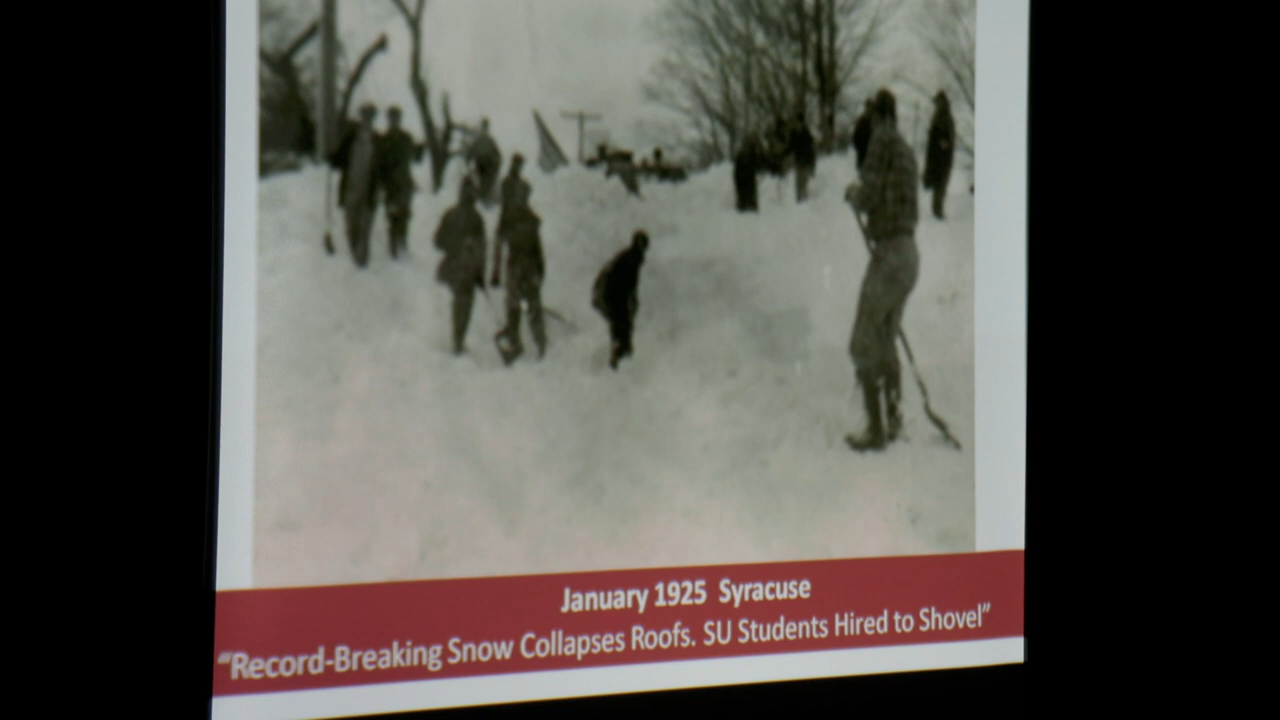 January 1925 Syracuse
“Record-Breaking Snow Collapses Roofs. SU Students Hired to Shovel”